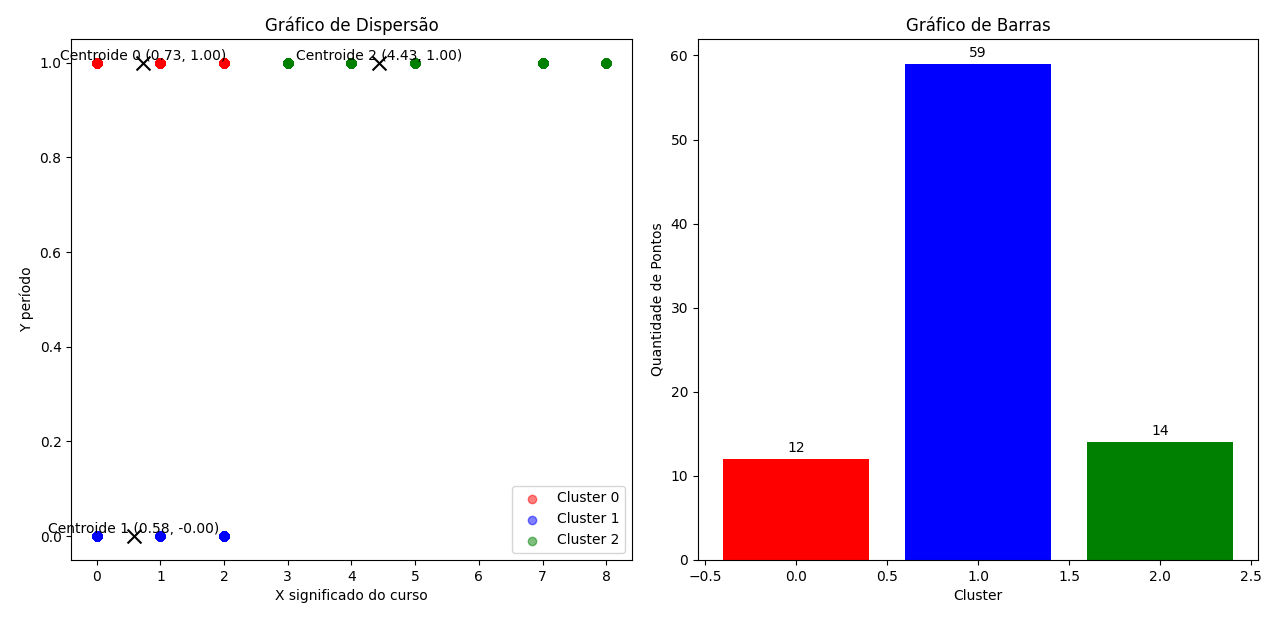 Gráfico de Dispersão
Centroide 0 (0.73, 1.00)
Centroide 2 (4.43, 1.00)
1.0
0.8
0.6
0.4
0.2
0.0
Y período
Centroide 1 (0.58, -0.00)
Cluster 0
Cluster 1
Cluster 2
0 1 2 3 4 5 6 7 8
X significado do curso
Gráfico de Barras
60
50
40
30
20
10
0
Quantidade de Pontos
12
59
14
−0.5 0.0 0.5 1.0 1.5 2.0 2.5
Cluster